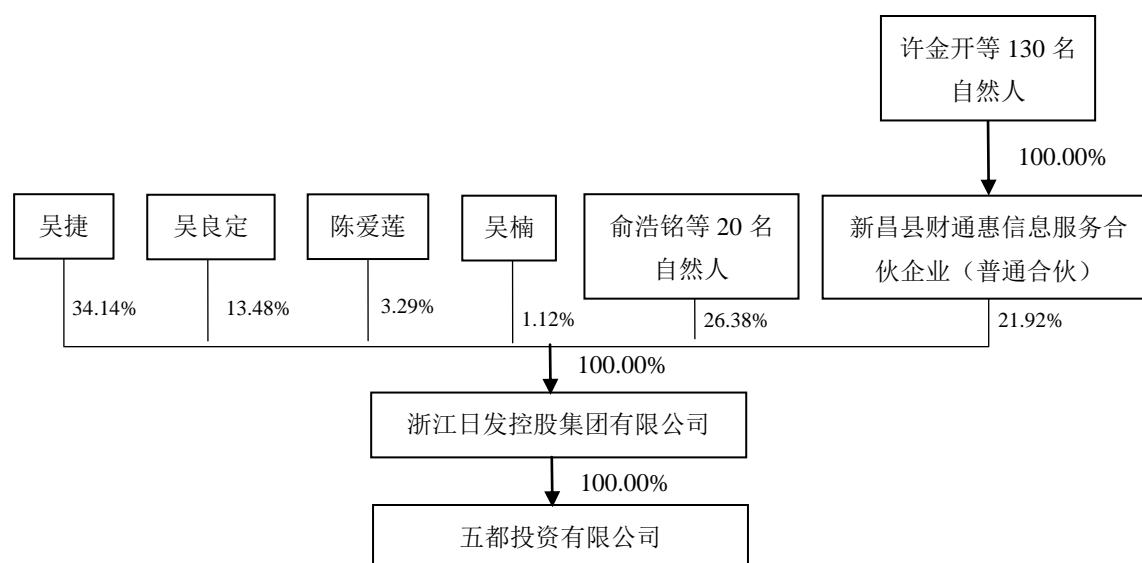 许金开等 130 名
自然人
100.00%
吴捷
吴良定
陈爱莲
吴楠
俞浩铭等 20 名
自然人
新昌县财通惠信息服务合
伙企业（普通合伙）
34.14%
13.48%
3.29%
1.12%
26.38%
21.92%
100.00%
浙江日发控股集团有限公司
100.00%
五都投资有限公司